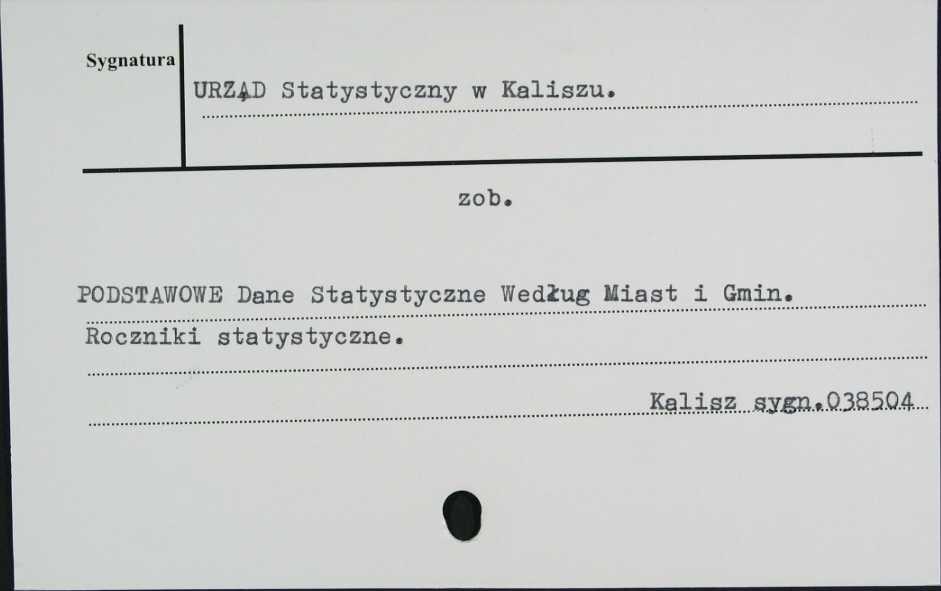 Sygnatura
URZĄD Statystyczny w Kaliszu.
zob.
PODSTAWOWE Dane Statystyczne Według Miast i Gmin.
Roczniki statystyczne.
Kalisz sygn.038504